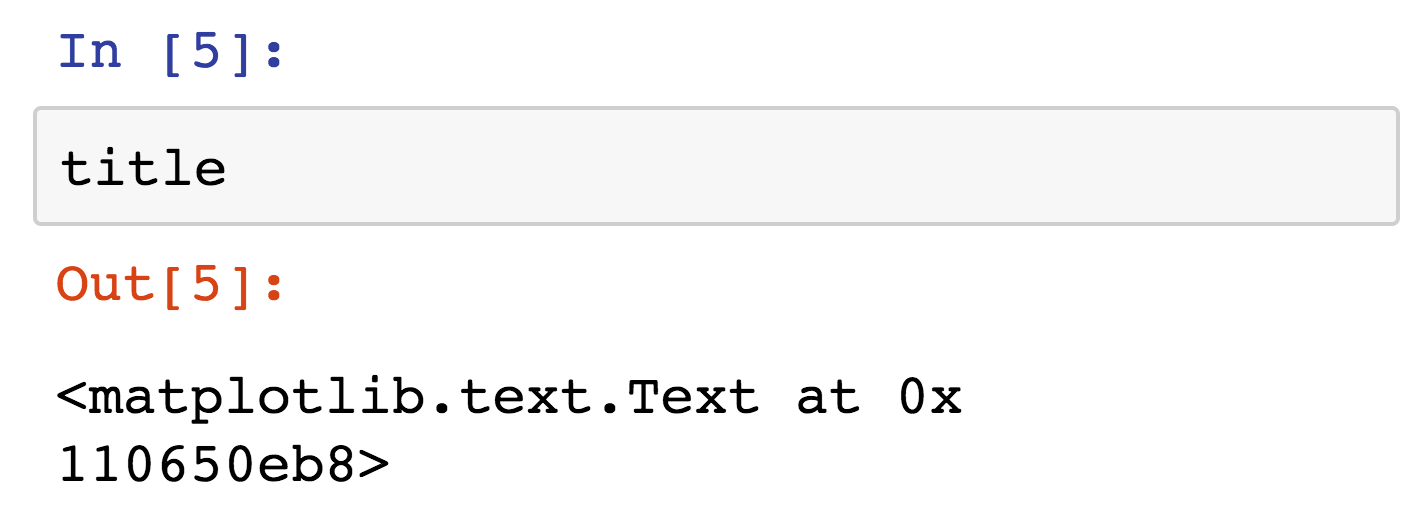 In [5]:
title
Out[5]:
<matplotlib.text.Text at 0x
110650eb8>